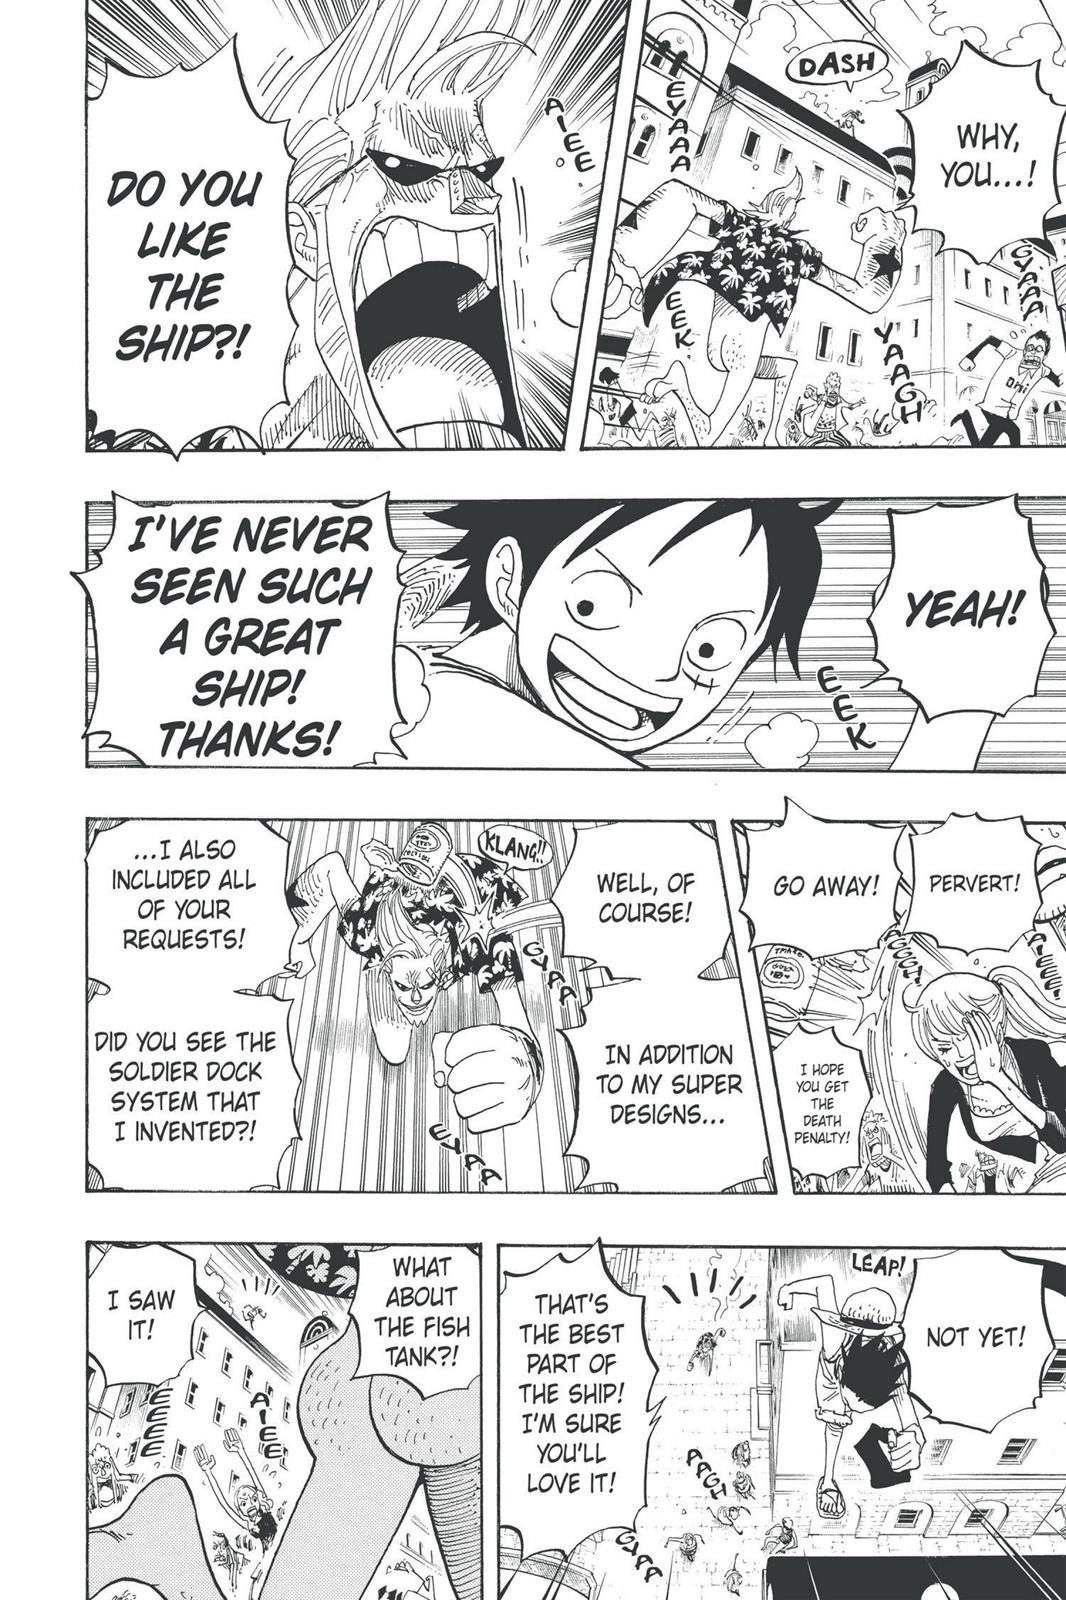 DASH
WHY,
YOU...!
IEYAAA
GYAAA
EEK
YAAGH
AIEE
DO YOU
LIKE
THE
SHIP?!
YEAH!
EEK
I'VE NEVER
SEEN SUCH
A GREAT
SHIP!
THANKS!
PERVERT!
GO AWAY!
AIEEE!
AGGGH!
I HOPE
YOU GET
THE
DEATH
PENALTY!
KLANG!!
WELL, OF
COURSE!
GYAA
IN ADDITION
TO MY SUPER
DESIGNS...
EYAA
...I ALSO
INCLUDED ALL
OF YOUR
REQUESTS!
DID YOU SEE THE
SOLDIER DOCK
SYSTEM THAT
I INVENTED?!
LEAP!
NOT YET!
THAT'S
THE BEST
PART OF
THE SHIP!
I'M SURE
YOU'LL
LOVE IT!
AAGH
GYAA
WHAT
ABOUT
THE FISH
TANK?!
I SAW
IT!
AIEE
EEEE
EEEE